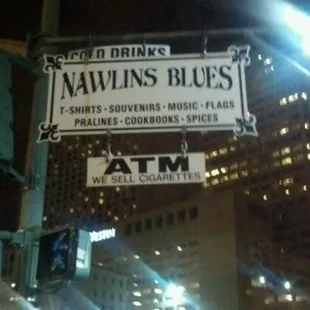 COLD DRINKS
NAWLINS BLUES
T-SHIRTS · SOUVENIRS · MUSIC · FLAGS
PRALINES · COOKBOOKS · SPICES
ATM
WE SELL CIGARETTES